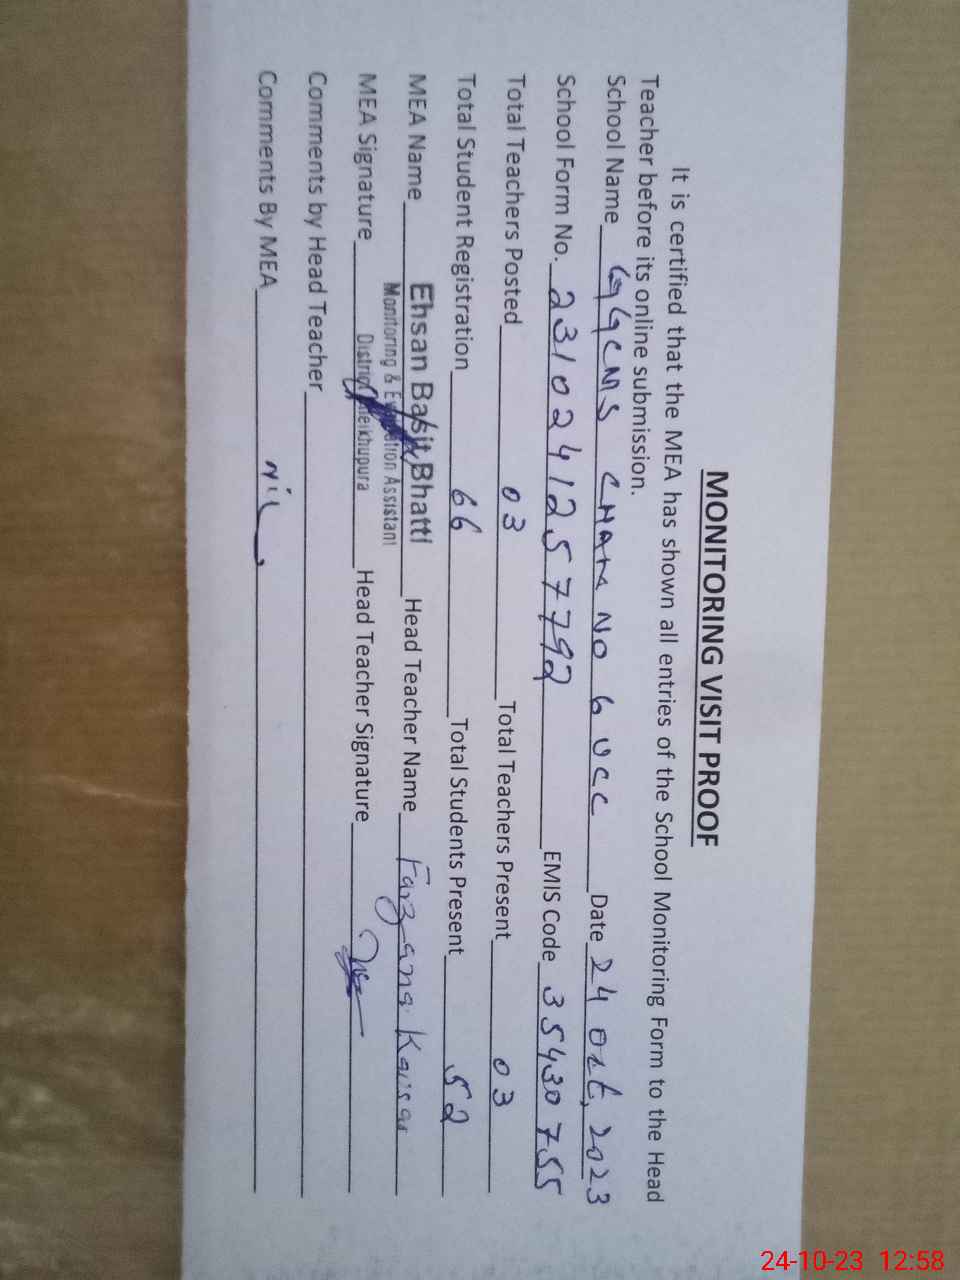 MONITORING VISIT PROOF
It is certified that the MEA has shown all entries of the School Monitoring Form to the Head
Teacher before its online submission.
School Name GGCMS CHAK NO 6 UCC Date 24 Oct, 2023
School Form No. 2310241257792 EMIS Code 35430755
Total Teachers Posted 03 Total Teachers Present 03
Total Student Registration 66 Total Students Present 52
MEA Name Ehsan Basit Bhatti Head Teacher Name Farzana Kaisar
Monitoring & Evaluation Assistant
MEA Signature District Sheikhupura Head Teacher Signature
Comments by Head Teacher
Comments By MEA Nil
24-10-23 12:58